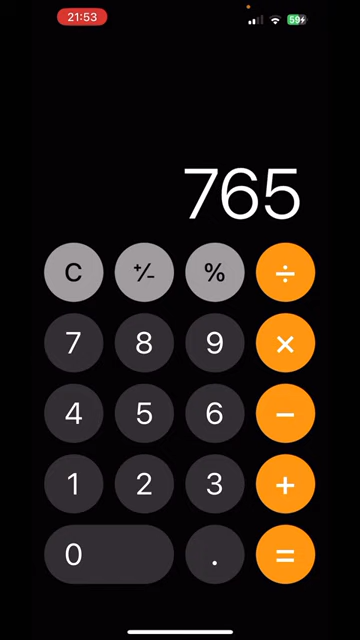 21:53
59
765
C +/- % ÷
7 8 9 ×
4 5 6 −
1 2 3 +
0 . =